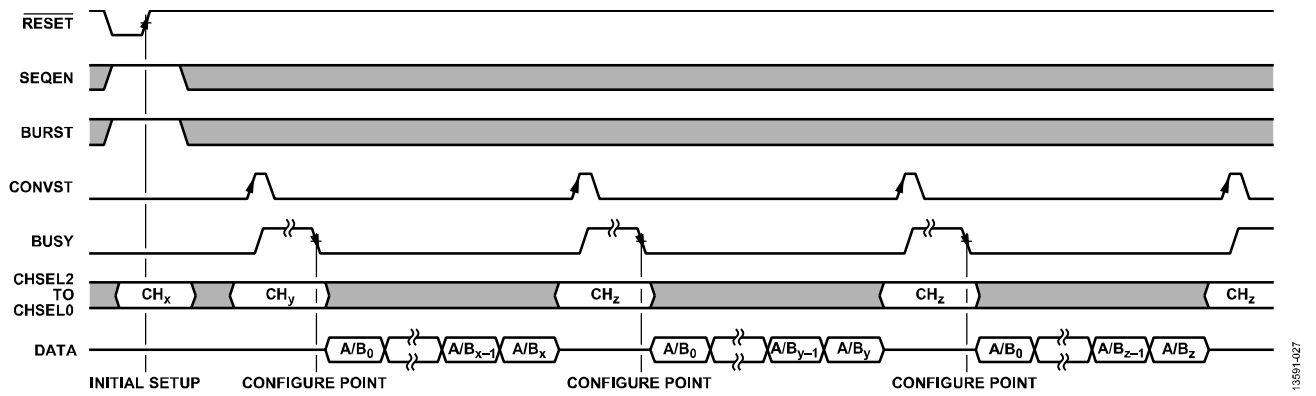 RESET
SEQEN
BURST
CONVST
BUSY
CHSEL2
TO
CHSEL0
CHx CHy CHz CHz CHz
DATA
A/B0 A/Bx–1 A/Bx A/B0 A/By–1 A/By A/B0 A/Bz–1 A/Bz
INITIAL SETUP CONFIGURE POINT CONFIGURE POINT CONFIGURE POINT
13591-027